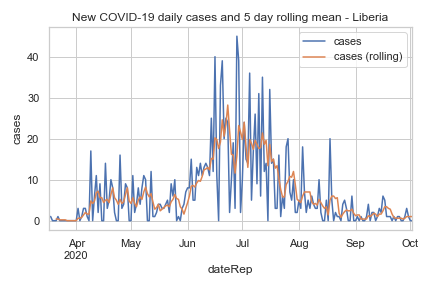 New COVID-19 daily cases and 5 day rolling mean - Liberia
cases
cases (rolling)
cases
40
30
20
10
0
Apr
2020
May
Jun
Jul
Aug
Sep
Oct
dateRep